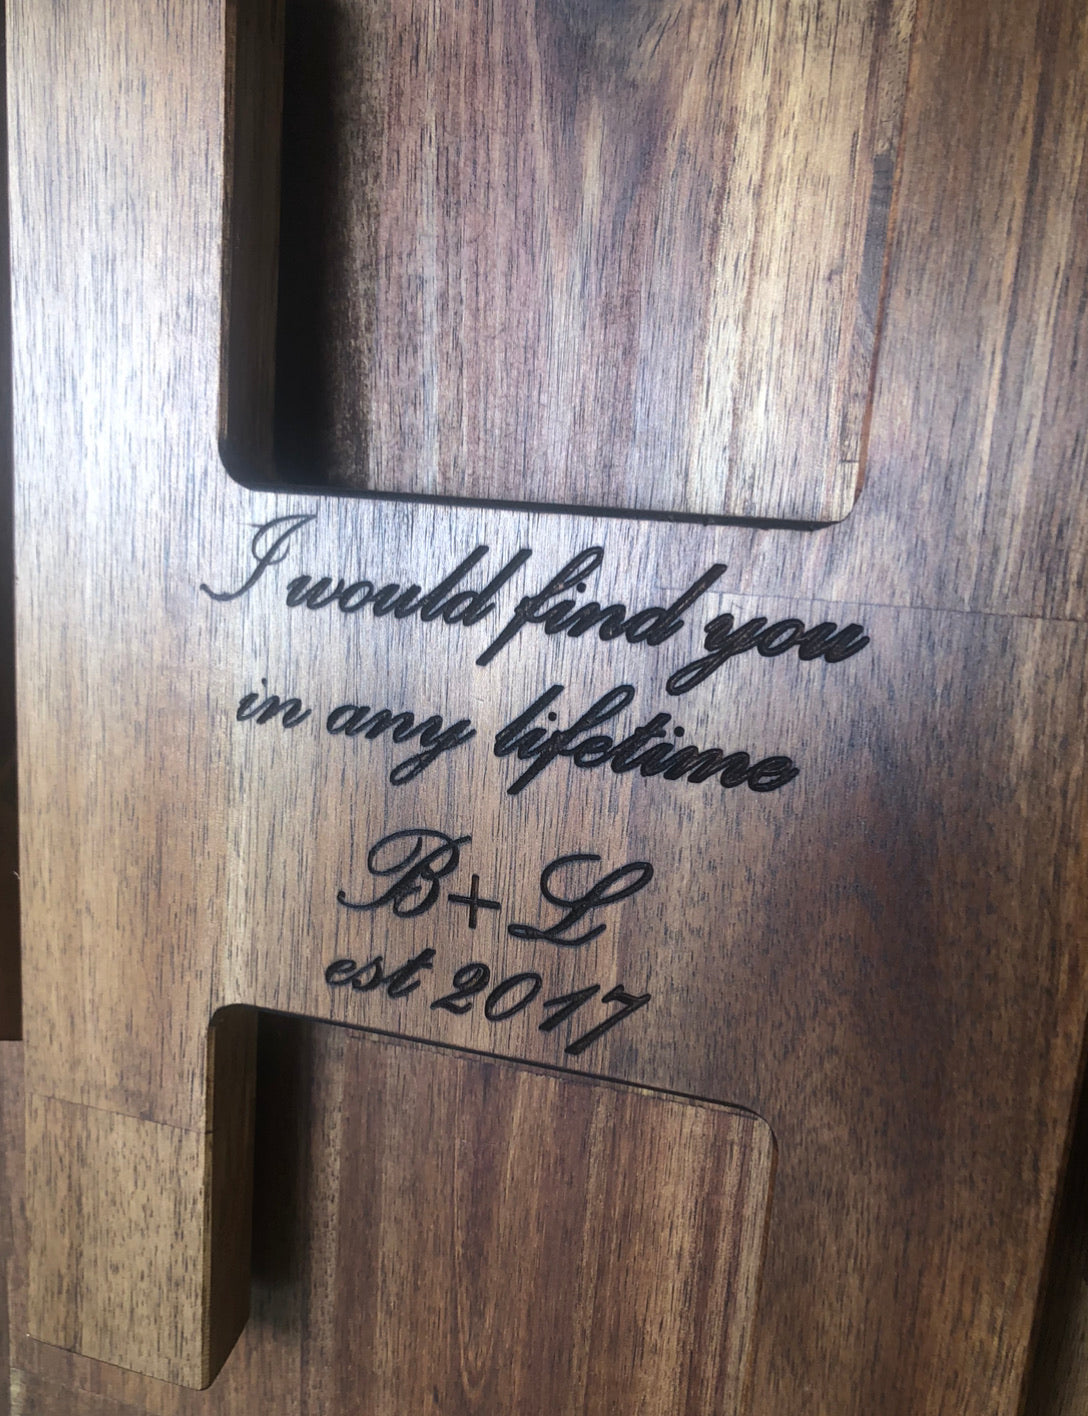 I would find you
in any lifetime
B+L
est 2017